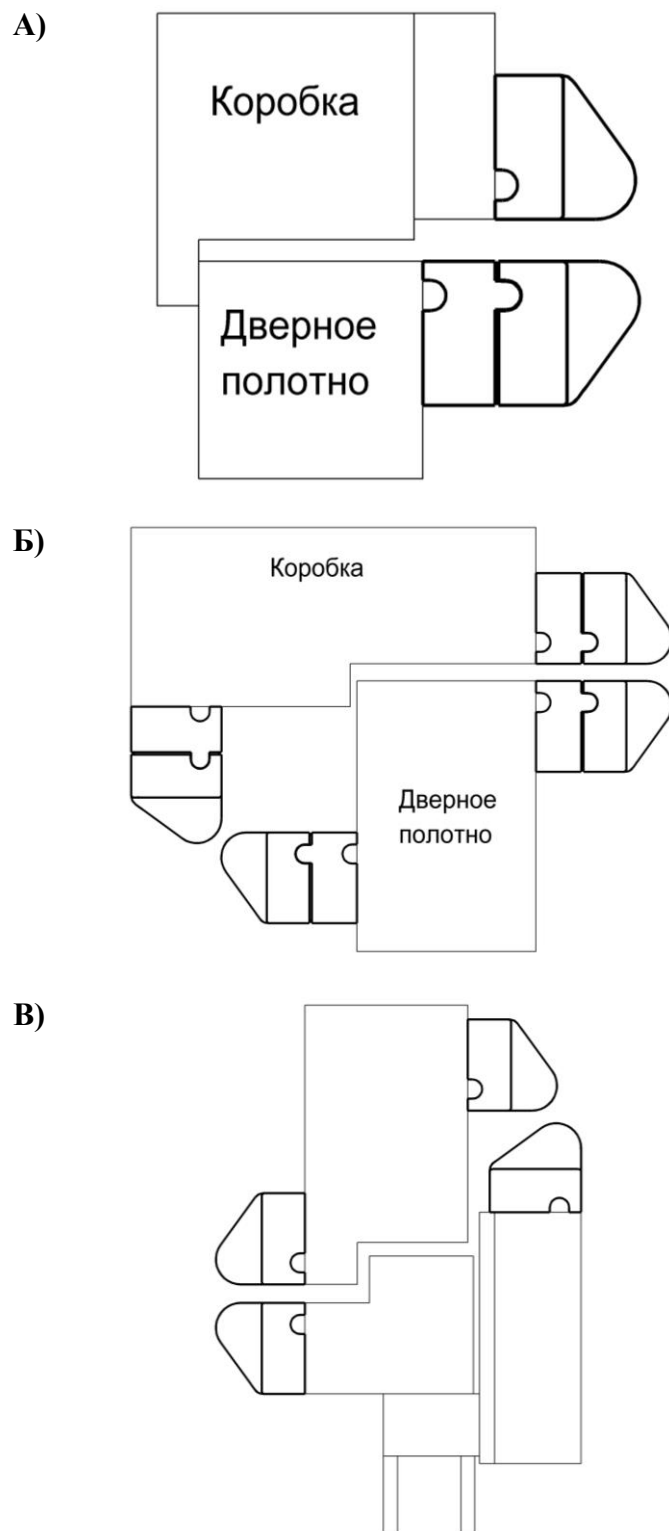 А)
Коробка
Дверное
полотно
Б)
Коробка
Дверное
полотно
В)